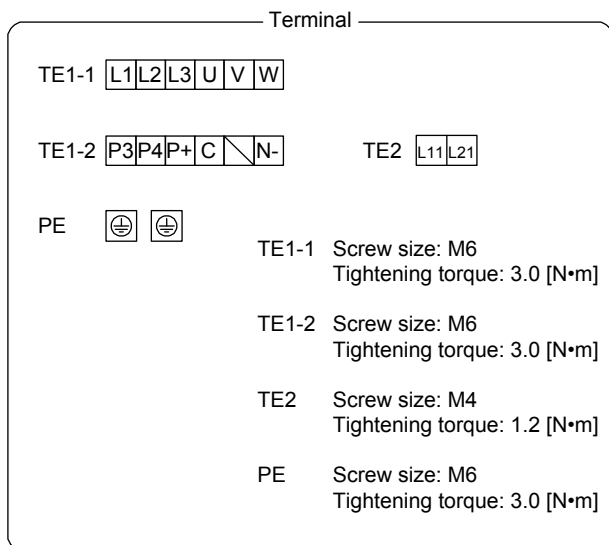 Terminal
TE1-1 L1 L2 L3 U V W
TE1-2 P3 P4 P+ C N- TE2 L11 L21
PE
TE1-1 Screw size: M6
Tightening torque: 3.0 [N•m]
TE1-2 Screw size: M6
Tightening torque: 3.0 [N•m]
TE2 Screw size: M4
Tightening torque: 1.2 [N•m]
PE Screw size: M6
Tightening torque: 3.0 [N•m]